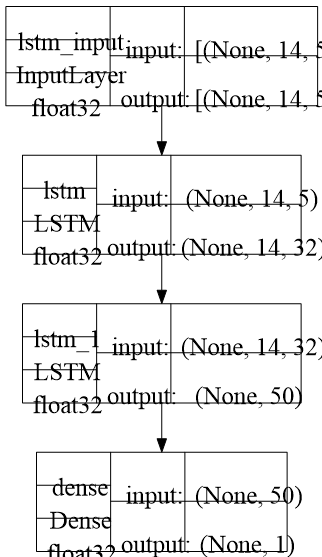 lstm_input
InputLayer
float32
input: [(None, 14, 5
output: [(None, 14, 5
lstm
LSTM
float32
input: (None, 14, 5)
output: (None, 14, 32)
lstm_1
LSTM
float32
input: (None, 14, 32)
output: (None, 50)
dense
Dense
float32
input: (None, 50)
output: (None, 1)